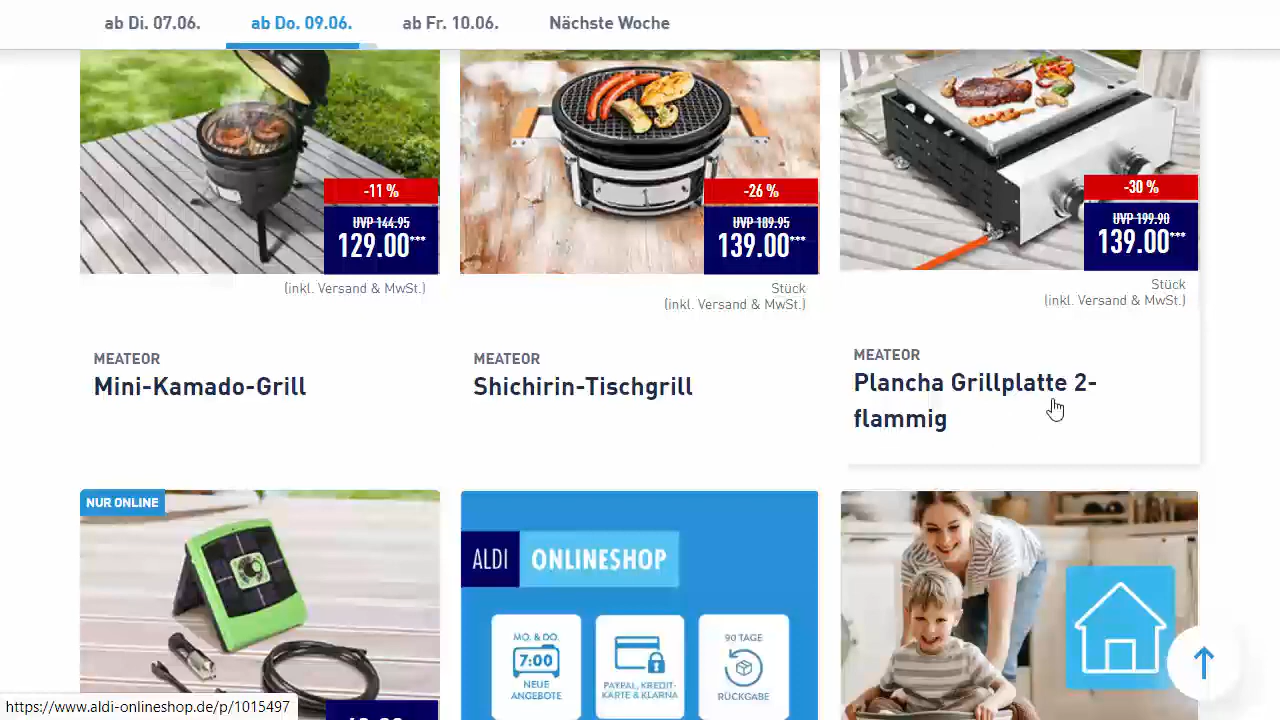 ab Di. 07.06.
ab Do. 09.06.
ab Fr. 10.06.
Nächste Woche
-11 %
UVP 144.95
129.00***
(inkl. Versand & MwSt.)
MEATEOR
Mini-Kamado-Grill
-26 %
UVP 189.95
139.00***
Stück
(inkl. Versand & MwSt.)
MEATEOR
Shichirin-Tischgrill
-30 %
UVP 199.90
139.00***
Stück
(inkl. Versand & MwSt.)
MEATEOR
Plancha Grillplatte 2-
flammig
NUR ONLINE
ALDI ONLINESHOP
MO. & DO.
7:00
NEUE
ANGEBOTE
PAYPAL, KREDIT-
KARTE & KLARNA
90 TAGE
RÜCKGABE
https://www.aldi-onlineshop.de/p/1015497